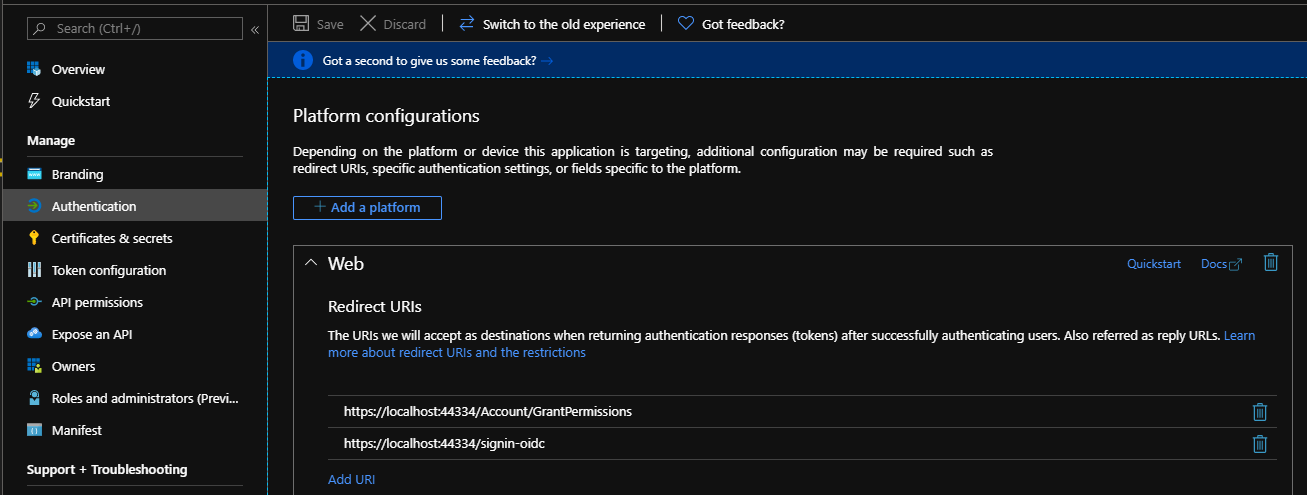 Search (Ctrl+/)
«
Overview
Quickstart
Manage
Branding
Authentication
Certificates & secrets
Token configuration
API permissions
Expose an API
Owners
Roles and administrators (Previ...
Manifest
Support + Troubleshooting
Save
Discard
Switch to the old experience
Got feedback?
Got a second to give us some feedback? →
Platform configurations
Depending on the platform or device this application is targeting, additional configuration may be required such as
redirect URIs, specific authentication settings, or fields specific to the platform.
+ Add a platform
Web
Quickstart
Docs
Redirect URIs
The URIs we will accept as destinations when returning authentication responses (tokens) after successfully authenticating users. Also referred as reply URLs. Learn
more about redirect URIs and the restrictions
https://localhost:44334/Account/GrantPermissions
https://localhost:44334/signin-oidc
Add URI